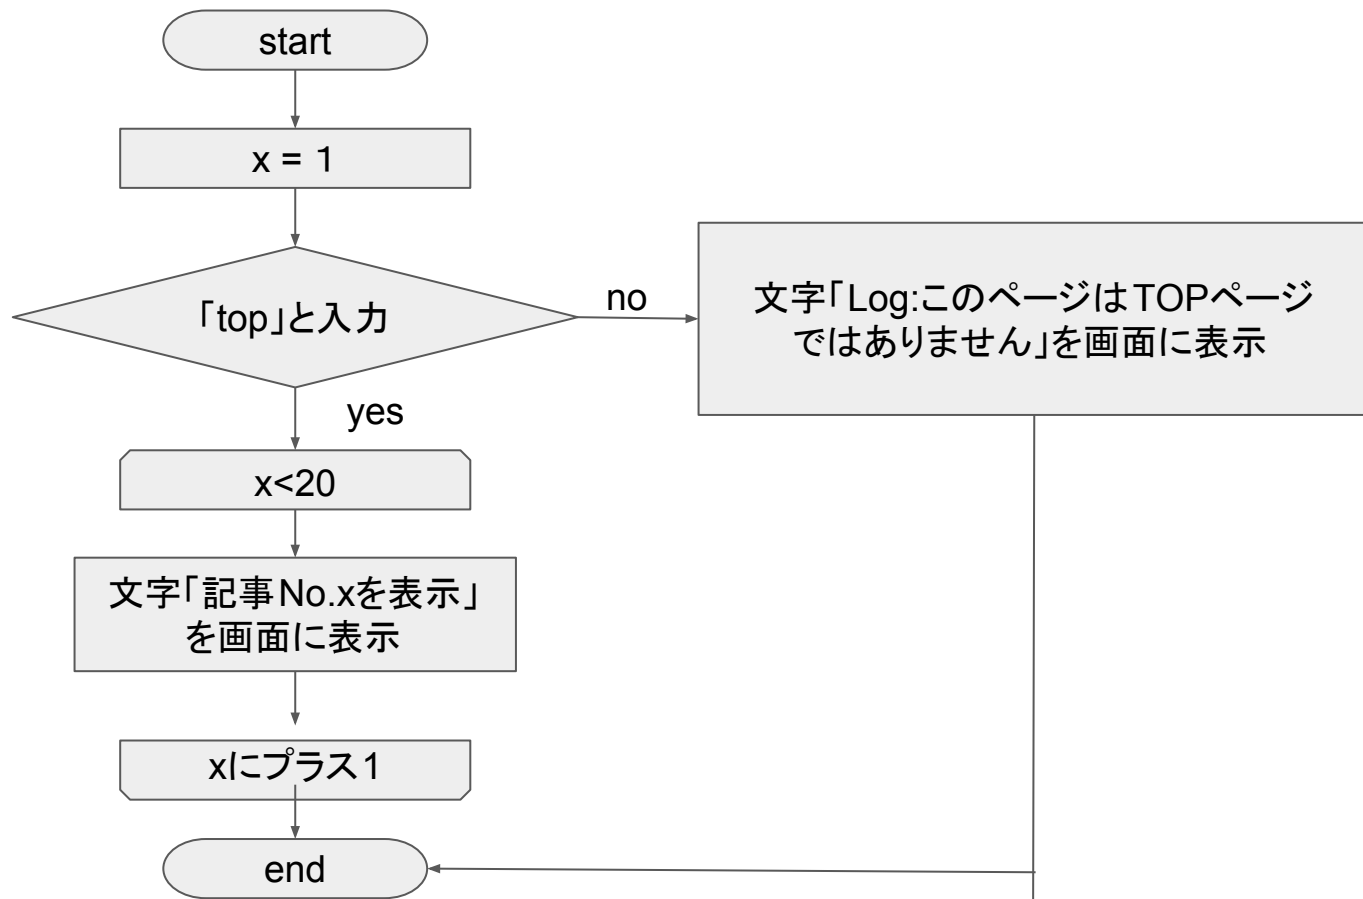 start
x = 1
「top」と入力
no
文字「Log:このページはTOPページ
ではありません」を画面に表示
yes
x<20
文字「記事No.xを表示」
を画面に表示
xにプラス1
end